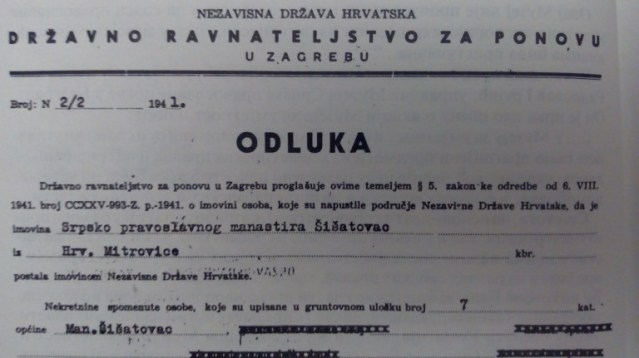 NEZAVISNA DRŽAVA HRVATSKA
DRŽAVNO RAVNATELJSTVO ZA PONOVU
U ZAGREBU
Broj: N 2/2 1941.
ODLUKA
Državno ravnateljstvo za ponovu u Zagrebu proglašuje ovime temeljem § 5. zakon ke odredbe od 6. VIII.
1941. broj CCXXV-993-Z. p.-1941. o imovini osoba, koje su napustile područje Nezavisne Države Hrvatske, da je
imovina Srpsko pravoslavnog manastira Šišatovac
iz Hrv. Mitrovice kbr.
postala imovinom Nezavisne Države Hrvatske.
Nekretnine spomenute osobe, koje su upisane u gruntovnom ulošku broj 7 kat.
općine Man.Šišatovac